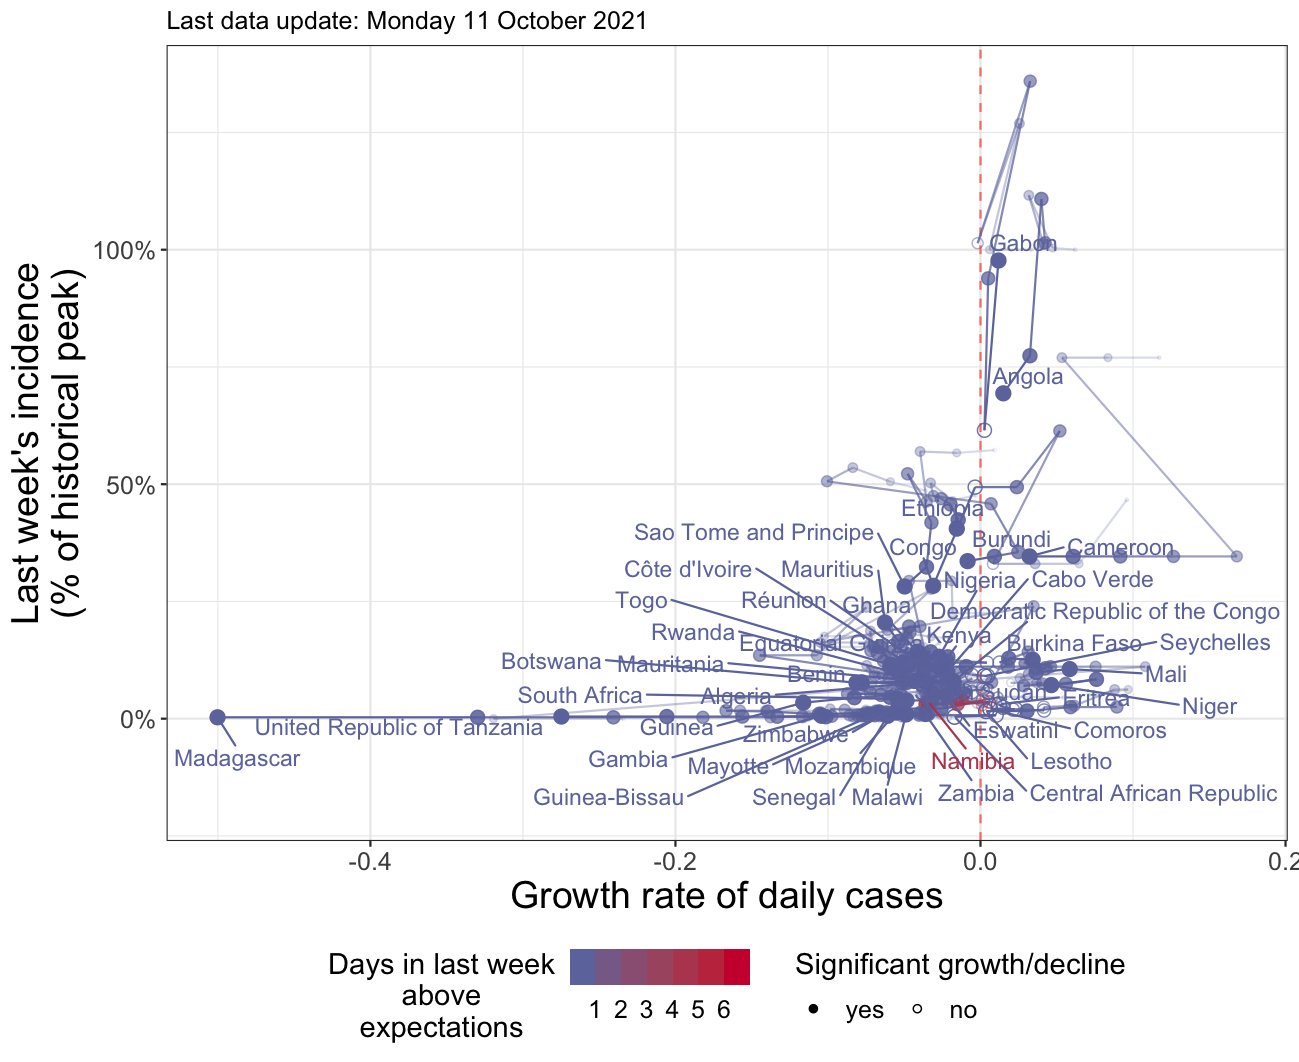 Last data update: Monday 11 October 2021
Last week's incidence
(% of historical peak)
100%
50%
0%
Gabon
Angola
Ethiopia
Sao Tome and Principe
Congo
Burundi
Cameroon
Côte d'Ivoire
Mauritius
Nigeria
Cabo Verde
Togo
Réunion
Ghana
Democratic Republic of the Congo
Rwanda
Equatorial Guinea
Kenya
Burkina Faso
Seychelles
Botswana
Mauritania
Benin
Mali
South Africa
Algeria
Sudan
Eritrea
Niger
United Republic of Tanzania
Guinea
Zimbabwe
Eswatini
Comoros
Madagascar
Gambia
Mayotte
Mozambique
Namibia
Lesotho
Guinea-Bissau
Senegal
Malawi
Zambia
Central African Republic
-0.4
-0.2
0.0
0.2
Growth rate of daily cases
Days in last week
above
expectations
1 2 3 4 5 6
Significant growth/decline
yes
no